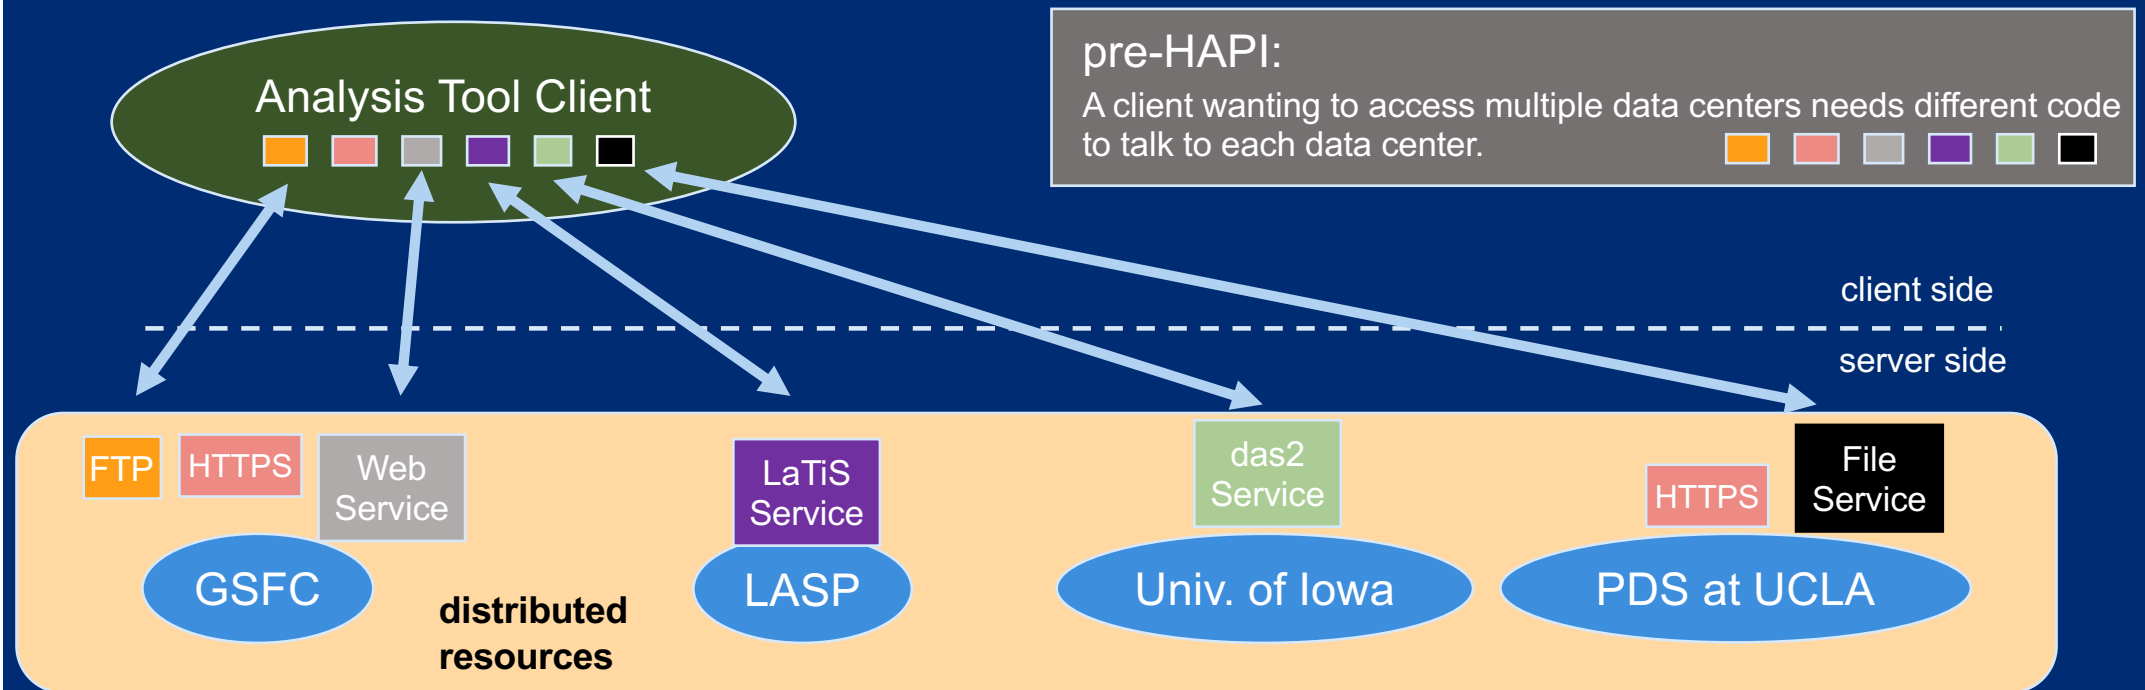 Analysis Tool Client
pre-HAPI:
A client wanting to access multiple data centers needs different code
to talk to each data center.
client side
server side
FTP
HTTPS
Web
Service
LaTiS
Service
das2
Service
HTTPS
File
Service
GSFC
LASP
Univ. of Iowa
PDS at UCLA
distributed
resources